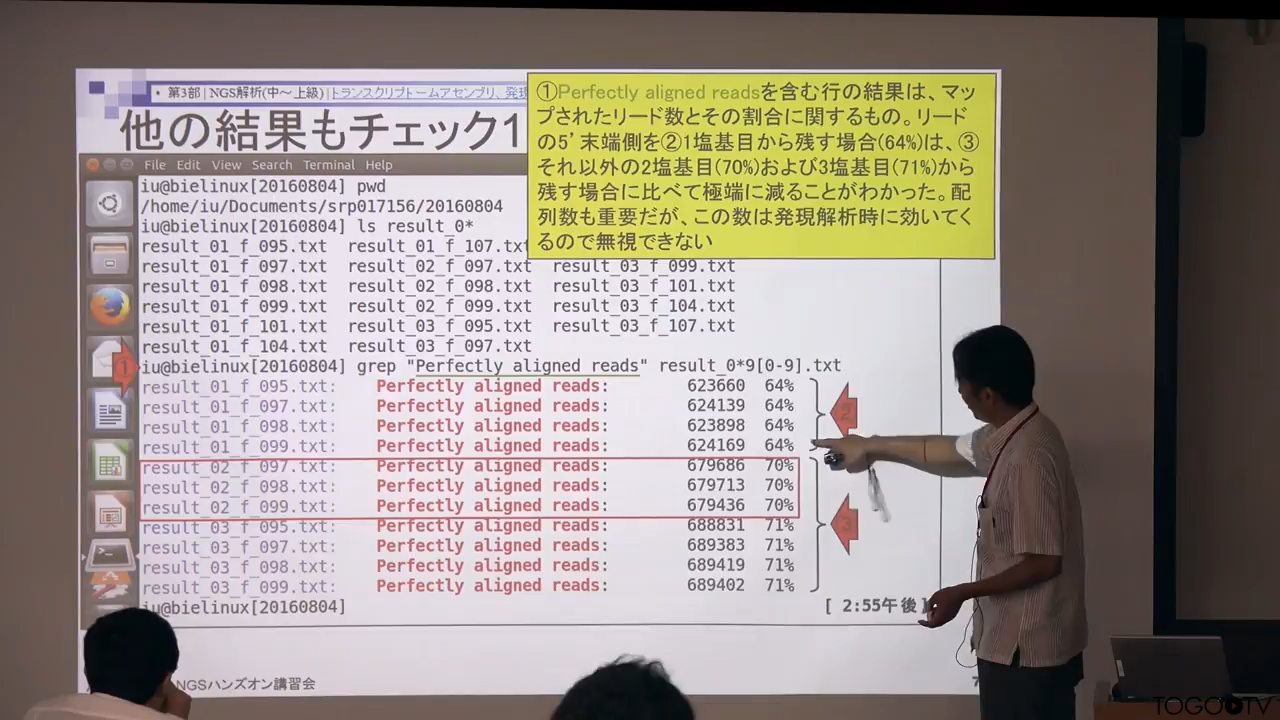 • 第3部 | NGS解析(中～上級) | トランスクリプトームアセンブリ、発現
他の結果もチェック1
①Perfectly aligned readsを含む行の結果は、マッ
プされたリード数とその割合に関するもの。リード
の5’末端側を②1塩基目から残す場合(64%)は、③
それ以外の2塩基目(70%)および3塩基目(71%)から
残す場合に比べて極端に減ることがわかった。配
列数も重要だが、この数は発現解析時に効いてく
るので無視できない
File Edit View Search Terminal Help
iu@bielinux[20160804] pwd
/home/iu/Documents/srp017156/20160804
iu@bielinux[20160804] ls result_0*
result_01_f_095.txt result_01_f_107.txt
result_01_f_097.txt result_02_f_097.txt result_03_f_099.txt
result_01_f_098.txt result_02_f_098.txt result_03_f_101.txt
result_01_f_099.txt result_02_f_099.txt result_03_f_104.txt
result_01_f_101.txt result_03_f_095.txt result_03_f_107.txt
result_01_f_104.txt result_03_f_097.txt
① iu@bielinux[20160804] grep "Perfectly aligned reads" result_0*9[0-9].txt
result_01_f_095.txt: Perfectly aligned reads: 623660 64%
result_01_f_097.txt: Perfectly aligned reads: 624139 64%
result_01_f_098.txt: Perfectly aligned reads: 623898 64%
result_01_f_099.txt: Perfectly aligned reads: 624169 64%
result_02_f_097.txt: Perfectly aligned reads: 679686 70%
result_02_f_098.txt: Perfectly aligned reads: 679713 70%
result_02_f_099.txt: Perfectly aligned reads: 679436 70%
result_03_f_095.txt: Perfectly aligned reads: 688831 71%
result_03_f_097.txt: Perfectly aligned reads: 689383 71%
result_03_f_098.txt: Perfectly aligned reads: 689419 71%
result_03_f_099.txt: Perfectly aligned reads: 689402 71%
②
③
iu@bielinux[20160804] [ 2:55午後]
NGSハンズオン講習会
TOGO TV